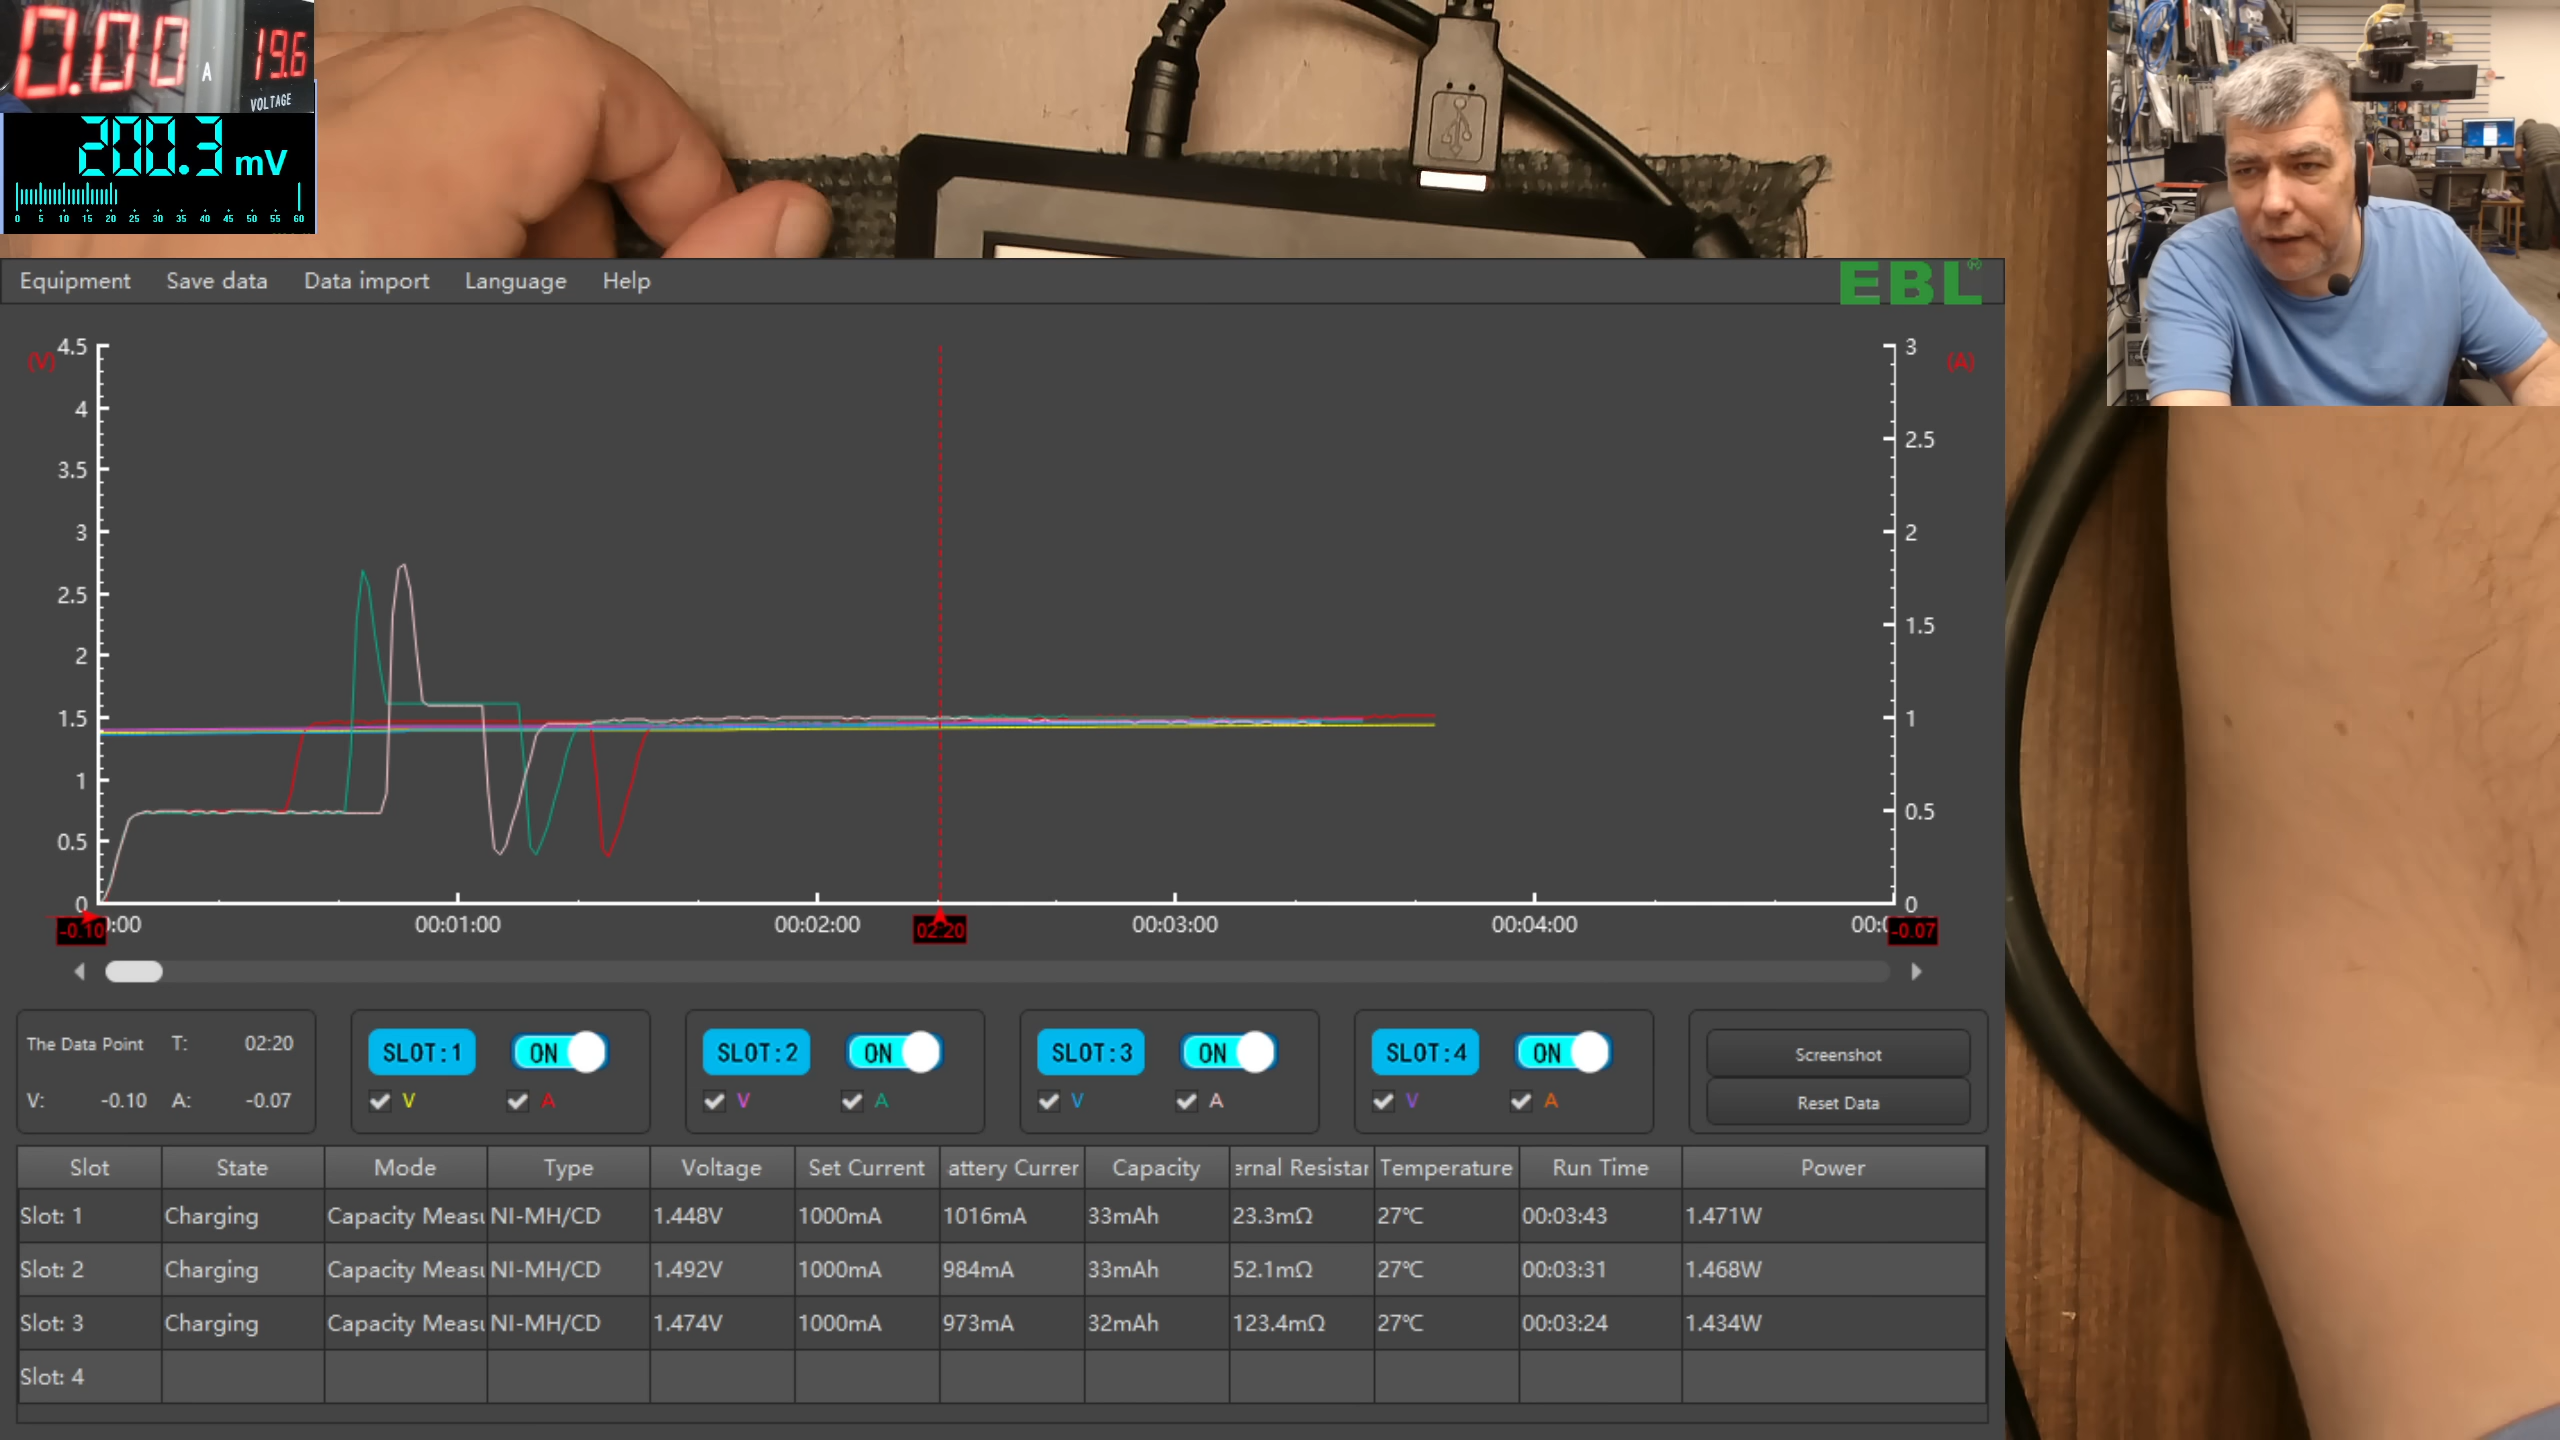 0.00 A 19.6
VOLTAGE
200.3 mV
0 5 10 15 20 25 30 35 40 45 50 55 60
Equipment Save data Data import Language Help EBL®
(V) 4.5 3 (A)
4
2.5
3.5
3 2
2.5
1.5
2
1.5 1
1
0.5
0.5
0 0
-0.10 0:00 00:01:00 00:02:00 02:20 00:03:00 00:04:00 00:0 -0.07
The Data Point T: 02:20 SLOT:1 ON SLOT:2 ON SLOT:3 ON SLOT:4 ON Screenshot
V: -0.10 A: -0.07 V A V A V A V A Reset Data
Slot State Mode Type Voltage Set Current attery Currer Capacity ernal Resistar Temperature Run Time Power
Slot: 1 Charging Capacity Measu NI-MH/CD 1.448V 1000mA 1016mA 33mAh 23.3mΩ 27℃ 00:03:43 1.471W
Slot: 2 Charging Capacity Measu NI-MH/CD 1.492V 1000mA 984mA 33mAh 52.1mΩ 27℃ 00:03:31 1.468W
Slot: 3 Charging Capacity Measu NI-MH/CD 1.474V 1000mA 973mA 32mAh 123.4mΩ 27℃ 00:03:24 1.434W
Slot: 4